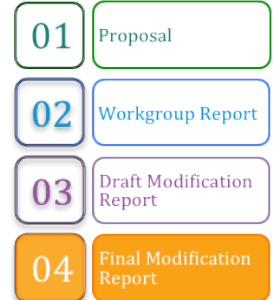 01
Proposal
02
Workgroup Report
03
Draft Modification
Report
04
Final Modification
Report